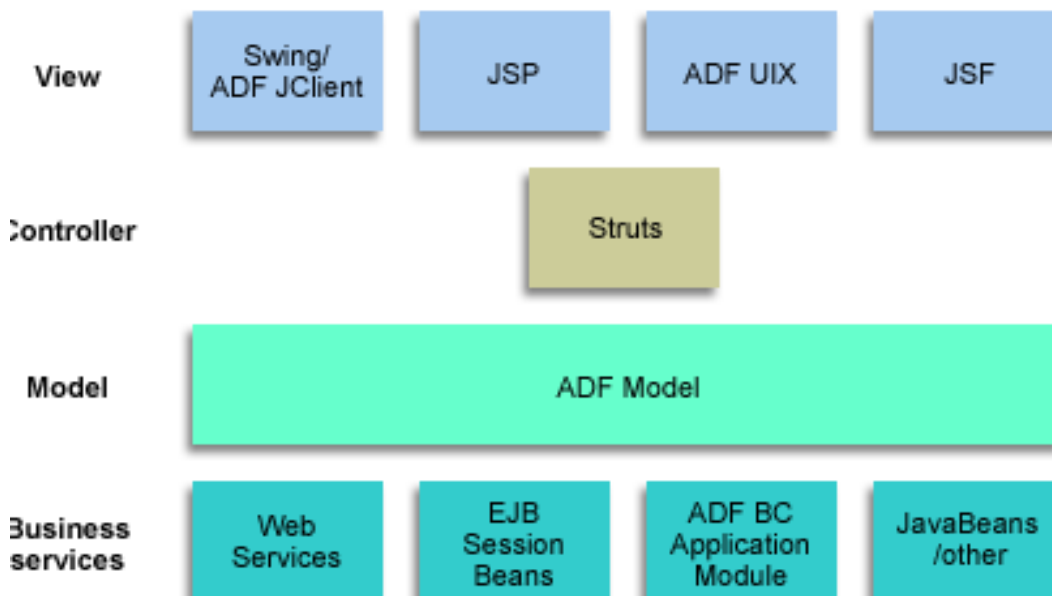 View
Swing/
ADF JClient
JSP
ADF UIX
JSF
Controller
Struts
Model
ADF Model
Business
services
Web
Services
EJB
Session
Beans
ADF BC
Application
Module
JavaBeans
/other